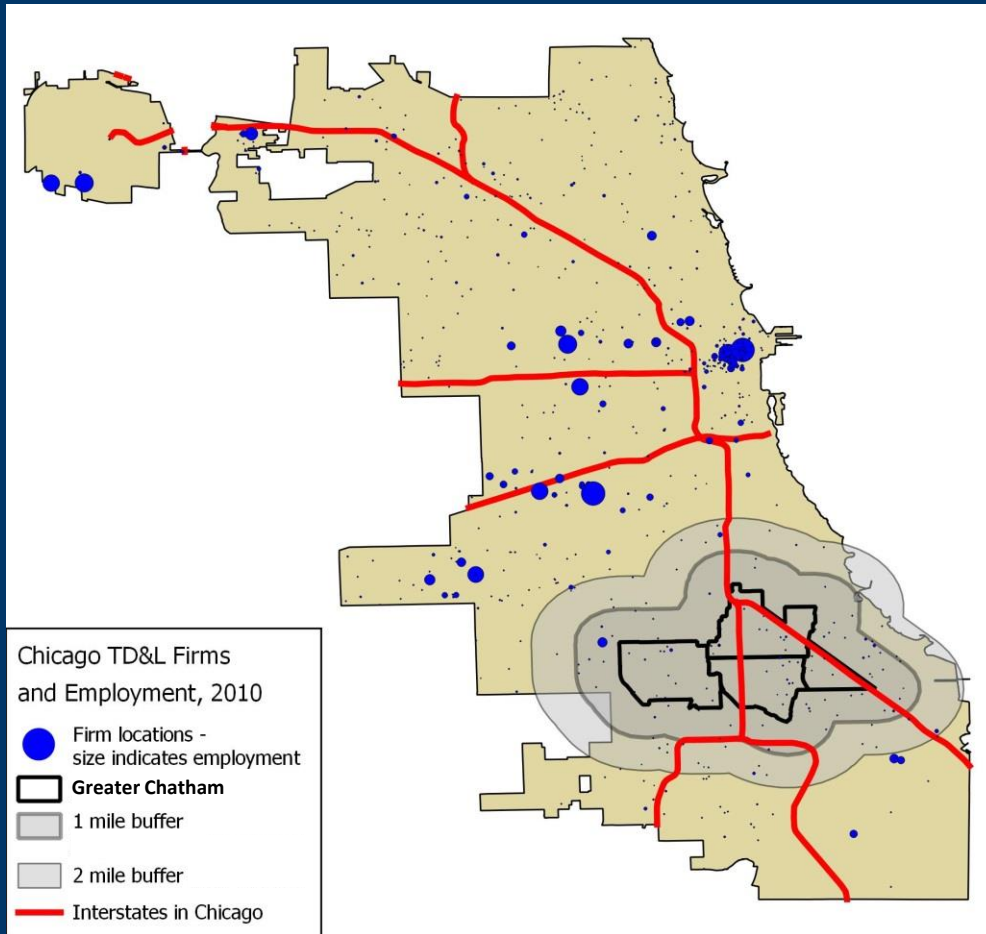 Chicago TD&L Firms
and Employment, 2010
Firm locations -
size indicates employment
Greater Chatham
1 mile buffer
2 mile buffer
Interstates in Chicago